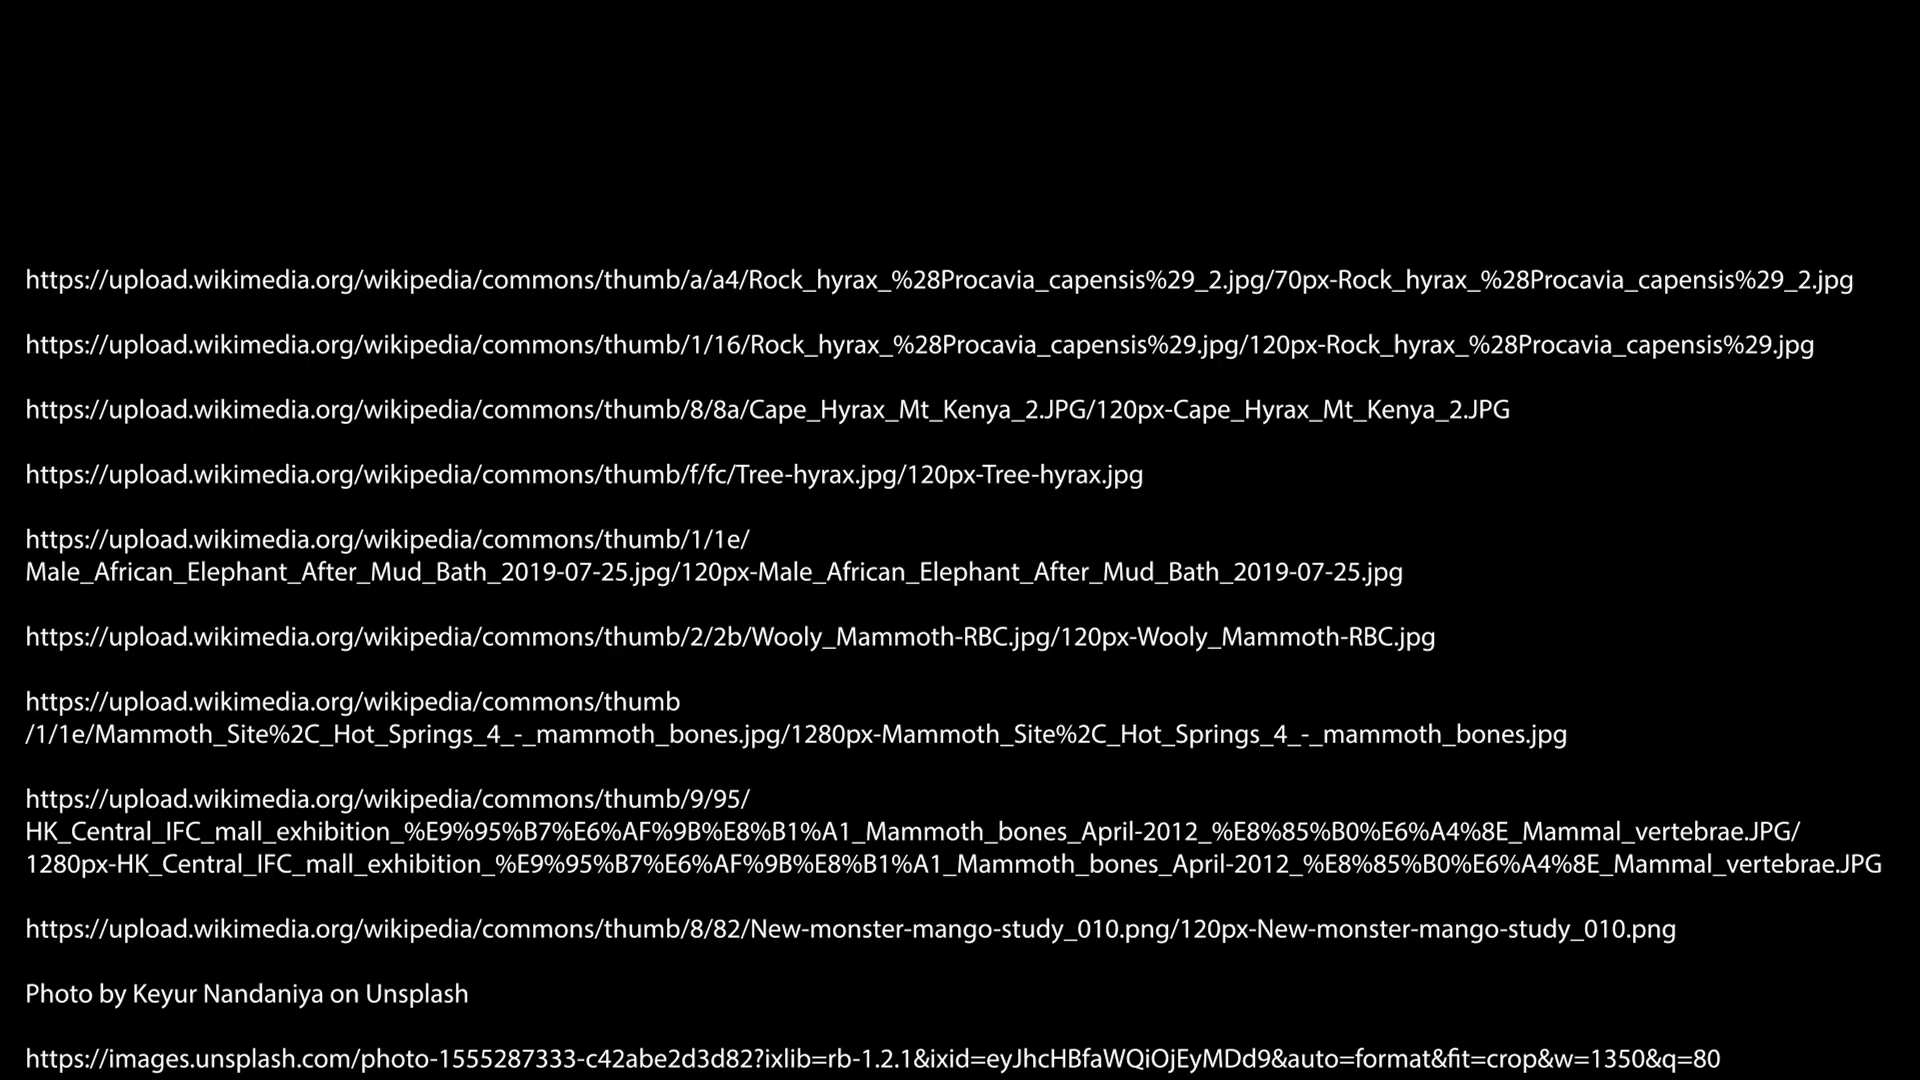 https://upload.wikimedia.org/wikipedia/commons/thumb/a/a4/Rock_hyrax_%28Procavia_capensis%29_2.jpg/70px-Rock_hyrax_%28Procavia_capensis%29_2.jpg
https://upload.wikimedia.org/wikipedia/commons/thumb/1/16/Rock_hyrax_%28Procavia_capensis%29.jpg/120px-Rock_hyrax_%28Procavia_capensis%29.jpg
https://upload.wikimedia.org/wikipedia/commons/thumb/8/8a/Cape_Hyrax_Mt_Kenya_2.JPG/120px-Cape_Hyrax_Mt_Kenya_2.JPG
https://upload.wikimedia.org/wikipedia/commons/thumb/f/fc/Tree-hyrax.jpg/120px-Tree-hyrax.jpg
https://upload.wikimedia.org/wikipedia/commons/thumb/1/1e/
Male_African_Elephant_After_Mud_Bath_2019-07-25.jpg/120px-Male_African_Elephant_After_Mud_Bath_2019-07-25.jpg
https://upload.wikimedia.org/wikipedia/commons/thumb/2/2b/Wooly_Mammoth-RBC.jpg/120px-Wooly_Mammoth-RBC.jpg
https://upload.wikimedia.org/wikipedia/commons/thumb
/1/1e/Mammoth_Site%2C_Hot_Springs_4_-_mammoth_bones.jpg/1280px-Mammoth_Site%2C_Hot_Springs_4_-_mammoth_bones.jpg
https://upload.wikimedia.org/wikipedia/commons/thumb/9/95/
HK_Central_IFC_mall_exhibition_%E9%95%B7%E6%AF%9B%E8%B1%A1_Mammoth_bones_April-2012_%E8%85%B0%E6%A4%8E_Mammal_vertebrae.JPG/
1280px-HK_Central_IFC_mall_exhibition_%E9%95%B7%E6%AF%9B%E8%B1%A1_Mammoth_bones_April-2012_%E8%85%B0%E6%A4%8E_Mammal_vertebrae.JPG
https://upload.wikimedia.org/wikipedia/commons/thumb/8/82/New-monster-mango-study_010.png/120px-New-monster-mango-study_010.png
Photo by Keyur Nandaniya on Unsplash
https://images.unsplash.com/photo-1555287333-c42abe2d3d82?ixlib=rb-1.2.1&ixid=eyJhcHBfaWQiOjEyMDd9&auto=format&fit=crop&w=1350&q=80